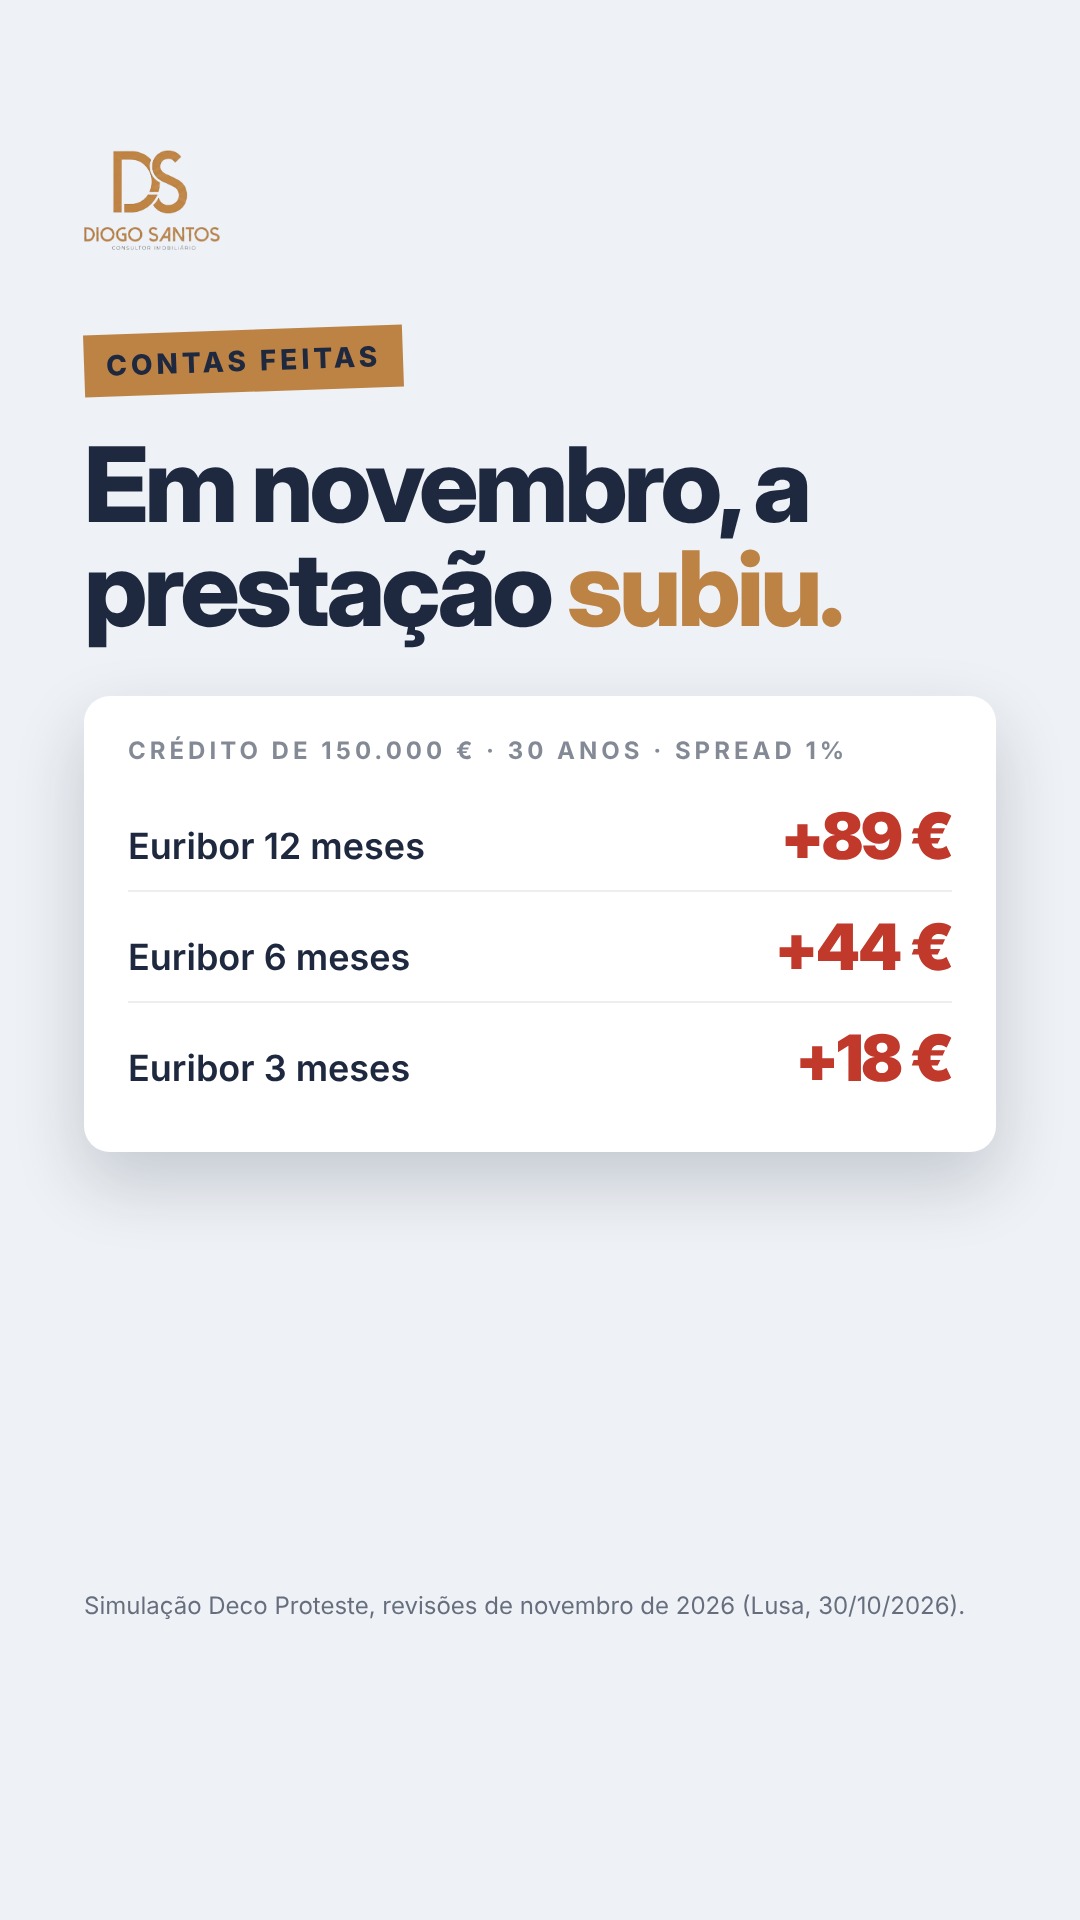 DS
DIOGO SANTOS
CONSULTOR IMOBILIÁRIO
CONTAS FEITAS
Em novembro, a
prestação subiu.
CRÉDITO DE 150.000 € · 30 ANOS · SPREAD 1%
Euribor 12 meses +89 €
Euribor 6 meses +44 €
Euribor 3 meses +18 €
Simulação Deco Proteste, revisões de novembro de 2026 (Lusa, 30/10/2026).